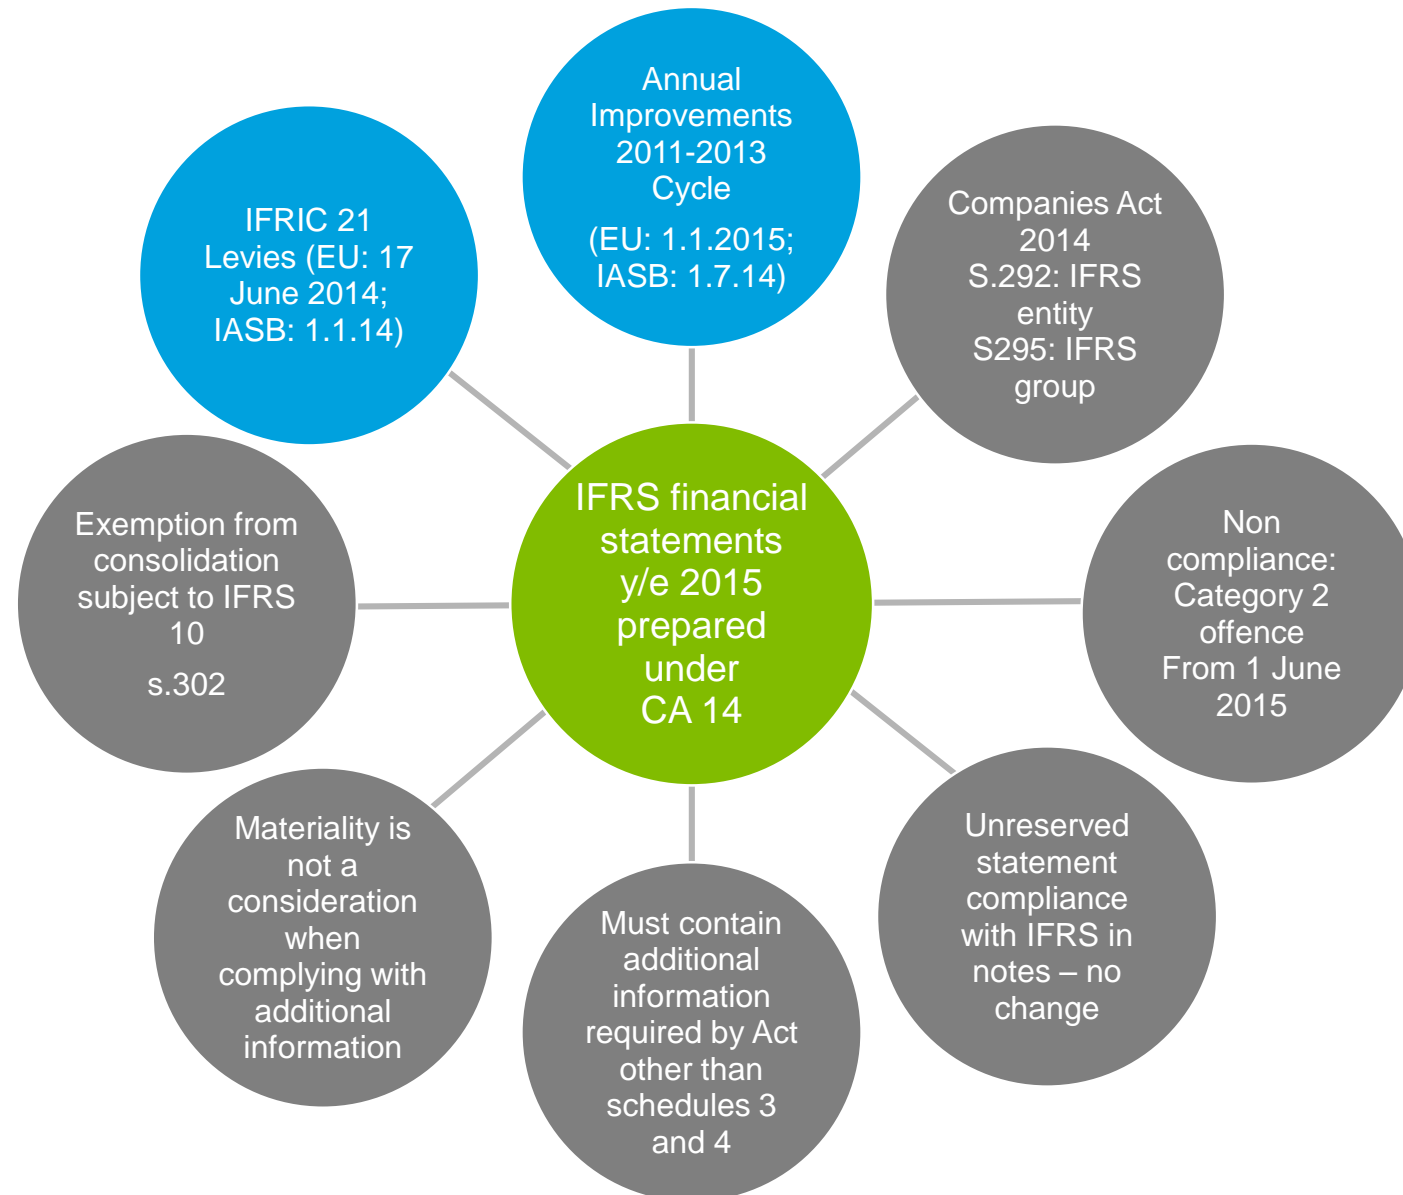 Annual
Improvements
2011-2013
Cycle
(EU: 1.1.2015;
IASB: 1.7.14)
Companies Act
2014
S.292: IFRS
entity
S295: IFRS
group
Non
compliance:
Category 2
offence
From 1 June
2015
Unreserved
statement
compliance
with IFRS in
notes – no
change
Must contain
additional
information
required by Act
other than
schedules 3
and 4
Materiality is
not a
consideration
when
complying with
additional
information
Exemption from
consolidation
subject to IFRS
10
s.302
IFRIC 21
Levies (EU: 17
June 2014;
IASB: 1.1.14)
IFRS financial
statements
y/e 2015
prepared
under
CA 14